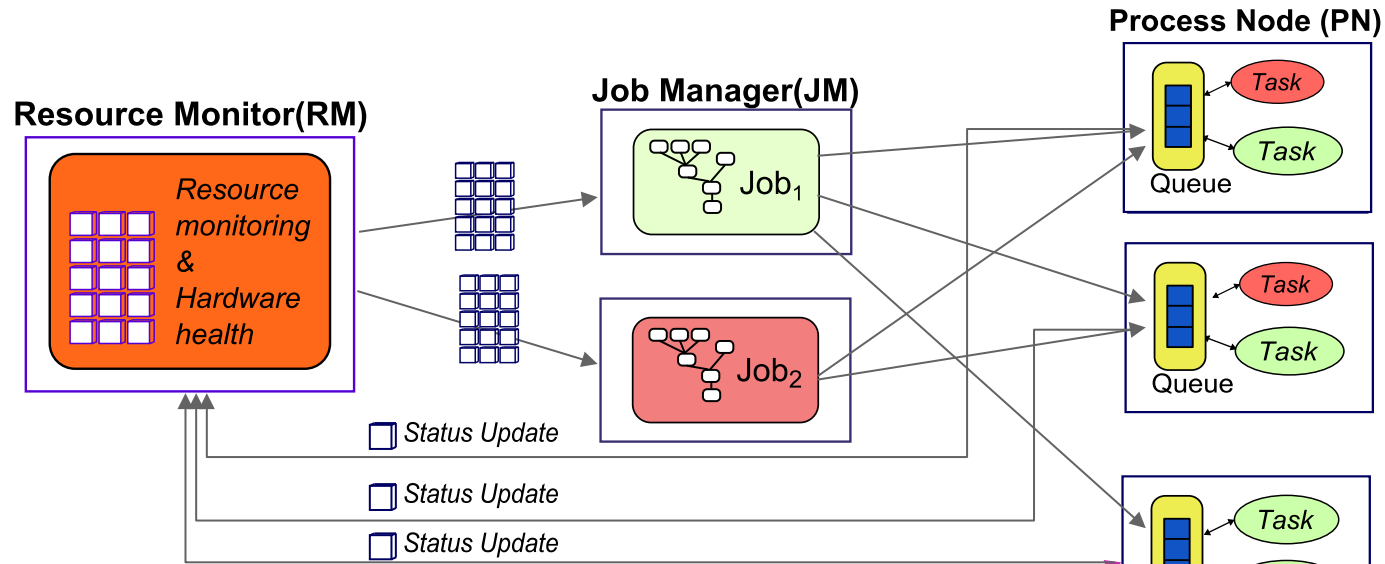 Process Node (PN)
Job Manager(JM)
Resource Monitor(RM)
Task
Task
Queue
Resource
monitoring
&
Hardware
health
Job1
Task
Task
Queue
Job2
Status Update
Status Update
Status Update
Task